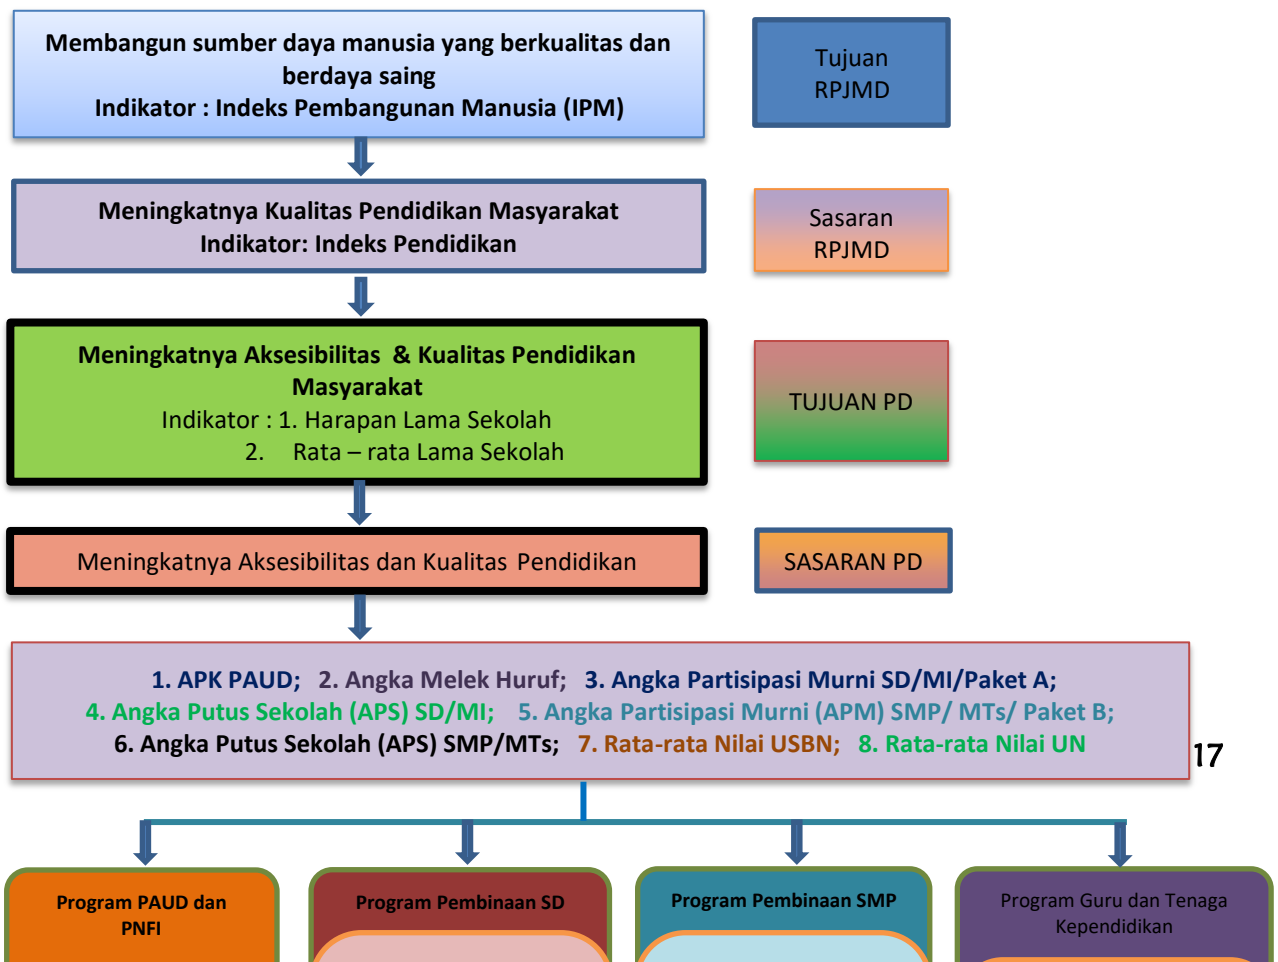 Membangun sumber daya manusia yang berkualitas dan
berdaya saing
Indikator : Indeks Pembangunan Manusia (IPM)
Tujuan
RPJMD
Meningkatnya Kualitas Pendidikan Masyarakat
Indikator: Indeks Pendidikan
Sasaran
RPJMD
Meningkatnya Aksesibilitas & Kualitas Pendidikan
Masyarakat
Indikator : 1. Harapan Lama Sekolah
2. Rata – rata Lama Sekolah
TUJUAN PD
Meningkatnya Aksesibilitas dan Kualitas Pendidikan
SASARAN PD
1. APK PAUD; 2. Angka Melek Huruf; 3. Angka Partisipasi Murni SD/MI/Paket A;
4. Angka Putus Sekolah (APS) SD/MI; 5. Angka Partisipasi Murni (APM) SMP/ MTs/ Paket B;
6. Angka Putus Sekolah (APS) SMP/MTs; 7. Rata-rata Nilai USBN; 8. Rata-rata Nilai UN
17
Program PAUD dan
PNFI
Program Pembinaan SD
Program Pembinaan SMP
Program Guru dan Tenaga
Kependidikan